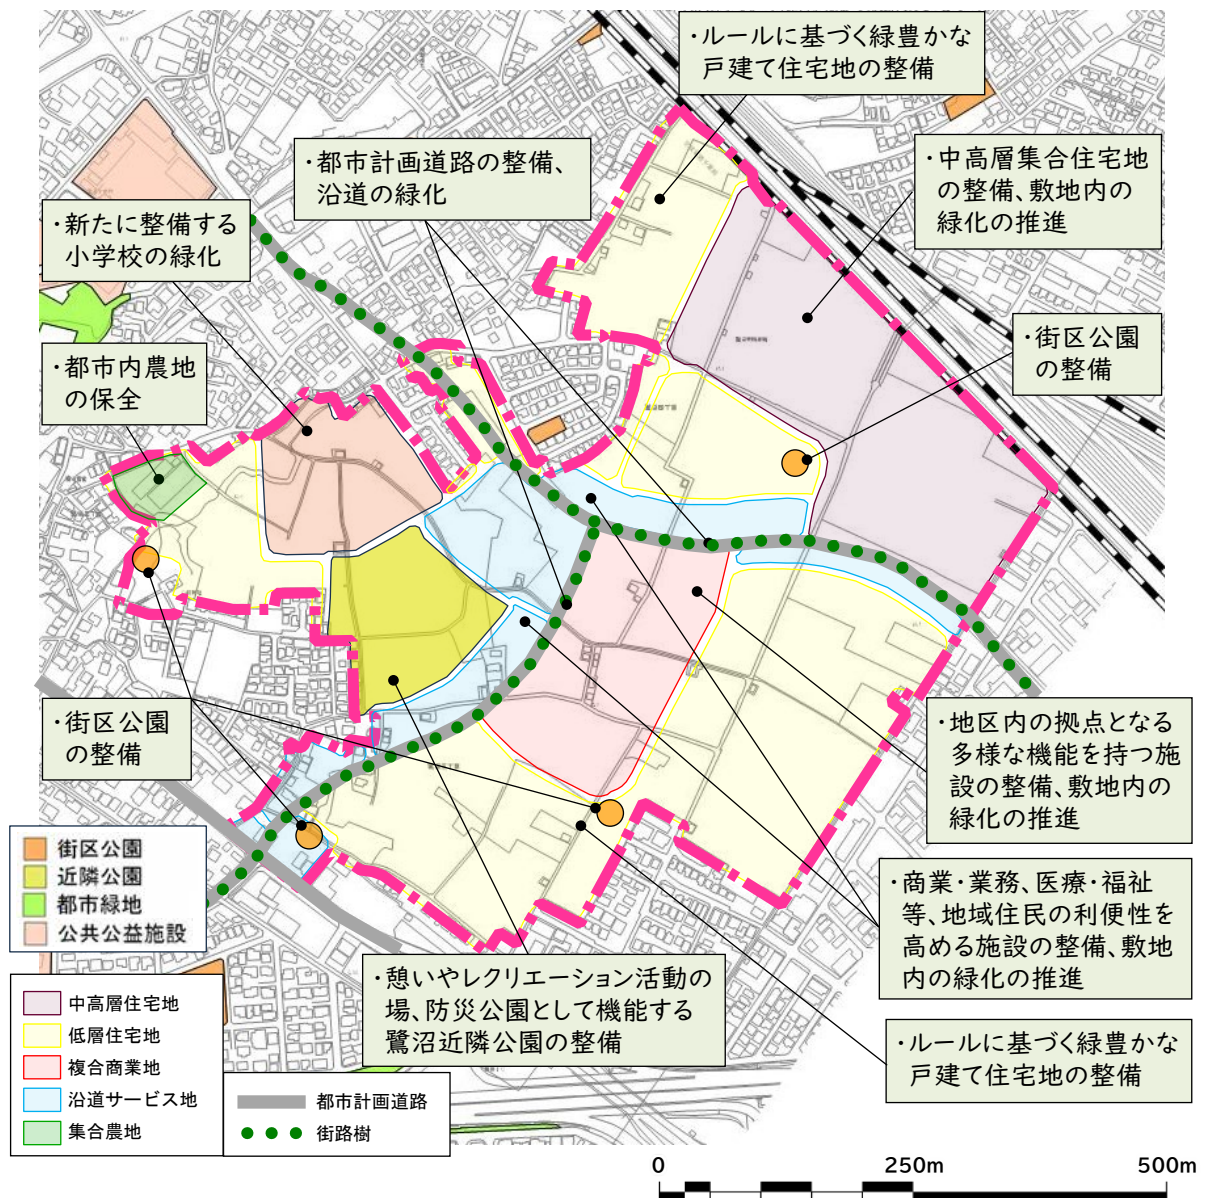 ・ルールに基づく緑豊かな
戸建て住宅地の整備
・都市計画道路の整備、
沿道の緑化
・中高層集合住宅地
の整備、敷地内の
緑化の推進
・新たに整備する
小学校の緑化
・街区公園
の整備
・都市内農地
の保全
・街区公園
の整備
・地区内の拠点となる
多様な機能を持つ施
設の整備、敷地内の
緑化の推進
・商業・業務、医療・福祉
等、地域住民の利便性を
高める施設の整備、敷地
内の緑化の推進
・憩いやレクリエーション活動の
場、防災公園として機能する
鷺沼近隣公園の整備
・ルールに基づく緑豊かな
戸建て住宅地の整備
街区公園
近隣公園
都市緑地
公共公益施設
中高層住宅地
低層住宅地
複合商業地
沿道サービス地
集合農地
都市計画道路
街路樹
0 250m 500m